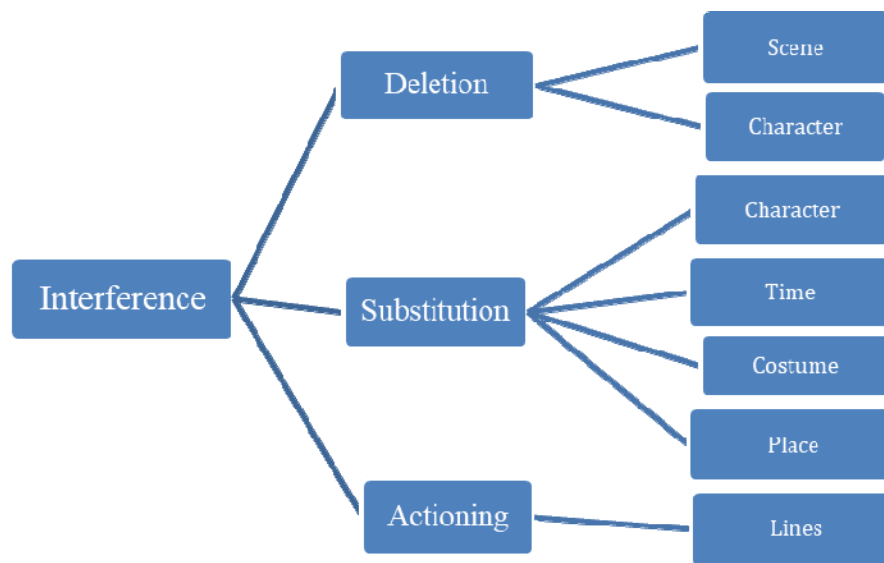 Interference
Deletion
Scene
Character
Substitution
Character
Time
Costume
Place
Actioning
Lines